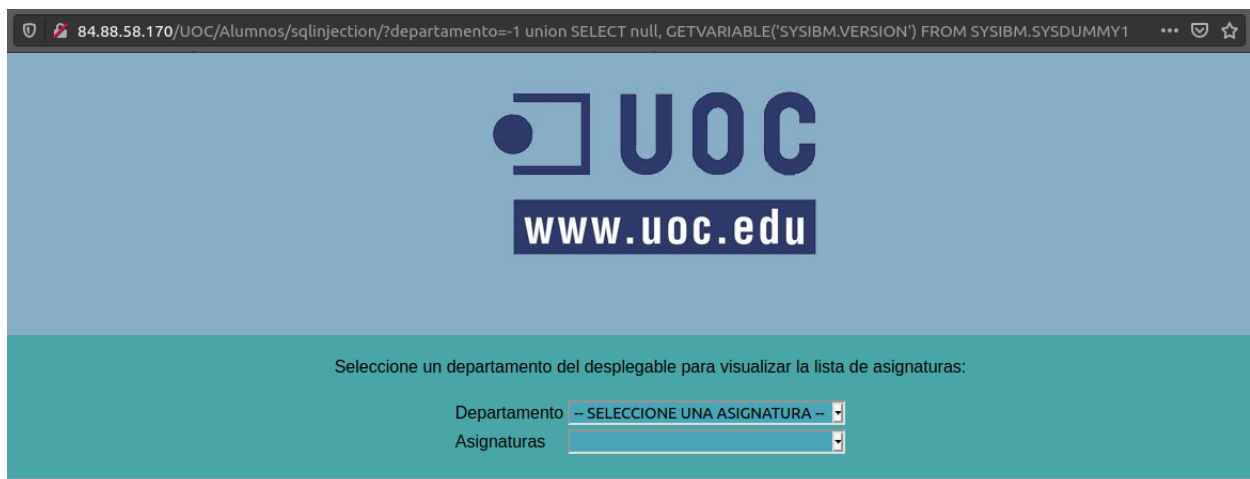 84.88.58.170/UOC/Alumnos/sqlinjection/?departamento=-1 union SELECT null, GETVARIABLE('SYSIBM.VERSION') FROM SYSIBM.SYSDUMMY1
UOC
www.uoc.edu
Seleccione un departamento del desplegable para visualizar la lista de asignaturas:
Departamento -- SELECCIONE UNA ASIGNATURA --
Asignaturas